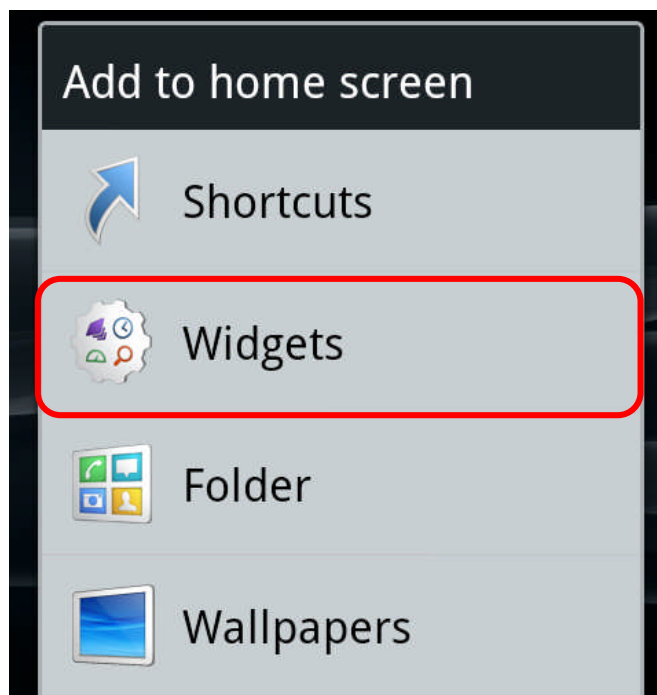 Add to home screen
Shortcuts
Widgets
Folder
Wallpapers